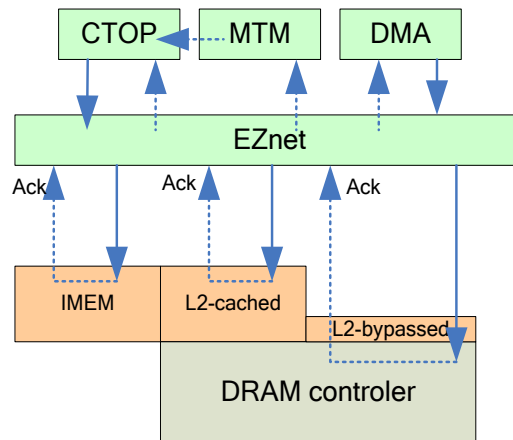 CTOP
MTM
DMA
EZnet
Ack
Ack
Ack
IMEM
L2-cached
L2-bypassed
DRAM controler